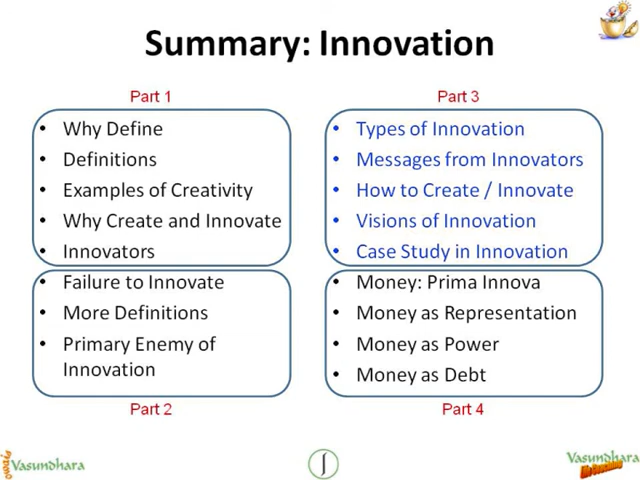 Summary: Innovation
Part 1
• Why Define
• Definitions
• Examples of Creativity
• Why Create and Innovate
• Innovators
• Failure to Innovate
• More Definitions
• Primary Enemy of
Innovation
Part 2
Part 3
• Types of Innovation
• Messages from Innovators
• How to Create / Innovate
• Visions of Innovation
• Case Study in Innovation
• Money: Prima Innova
• Money as Representation
• Money as Power
• Money as Debt
Part 4
Vasundhara
Vasundhara